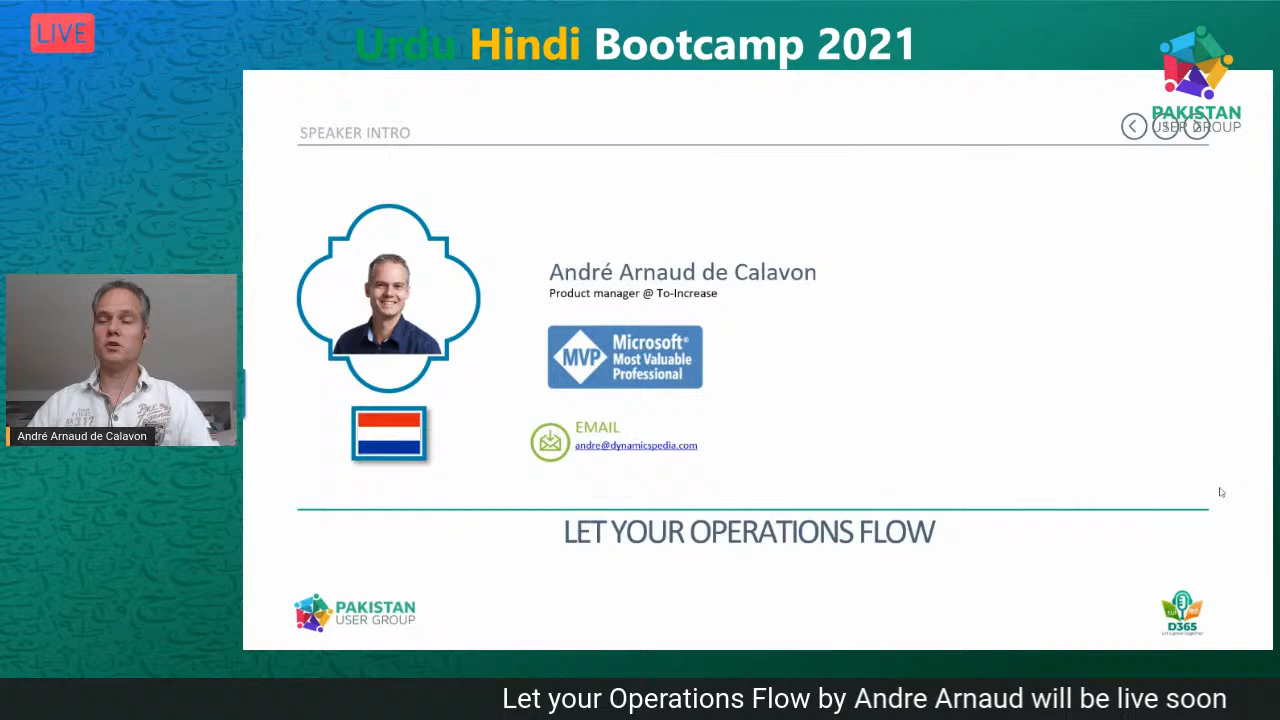 LIVE
Urdu Hindi Bootcamp 2021
PAKISTAN
USER GROUP
SPEAKER INTRO
André Arnaud de Calavon
Product manager @ To-Increase
MVP
Microsoft®
Most Valuable
Professional
EMAIL
andre@dynamicspedia.com
André Arnaud de Calavon
LET YOUR OPERATIONS FLOW
PAKISTAN
USER GROUP
D365
Let your Operations Flow by Andre Arnaud will be live soon